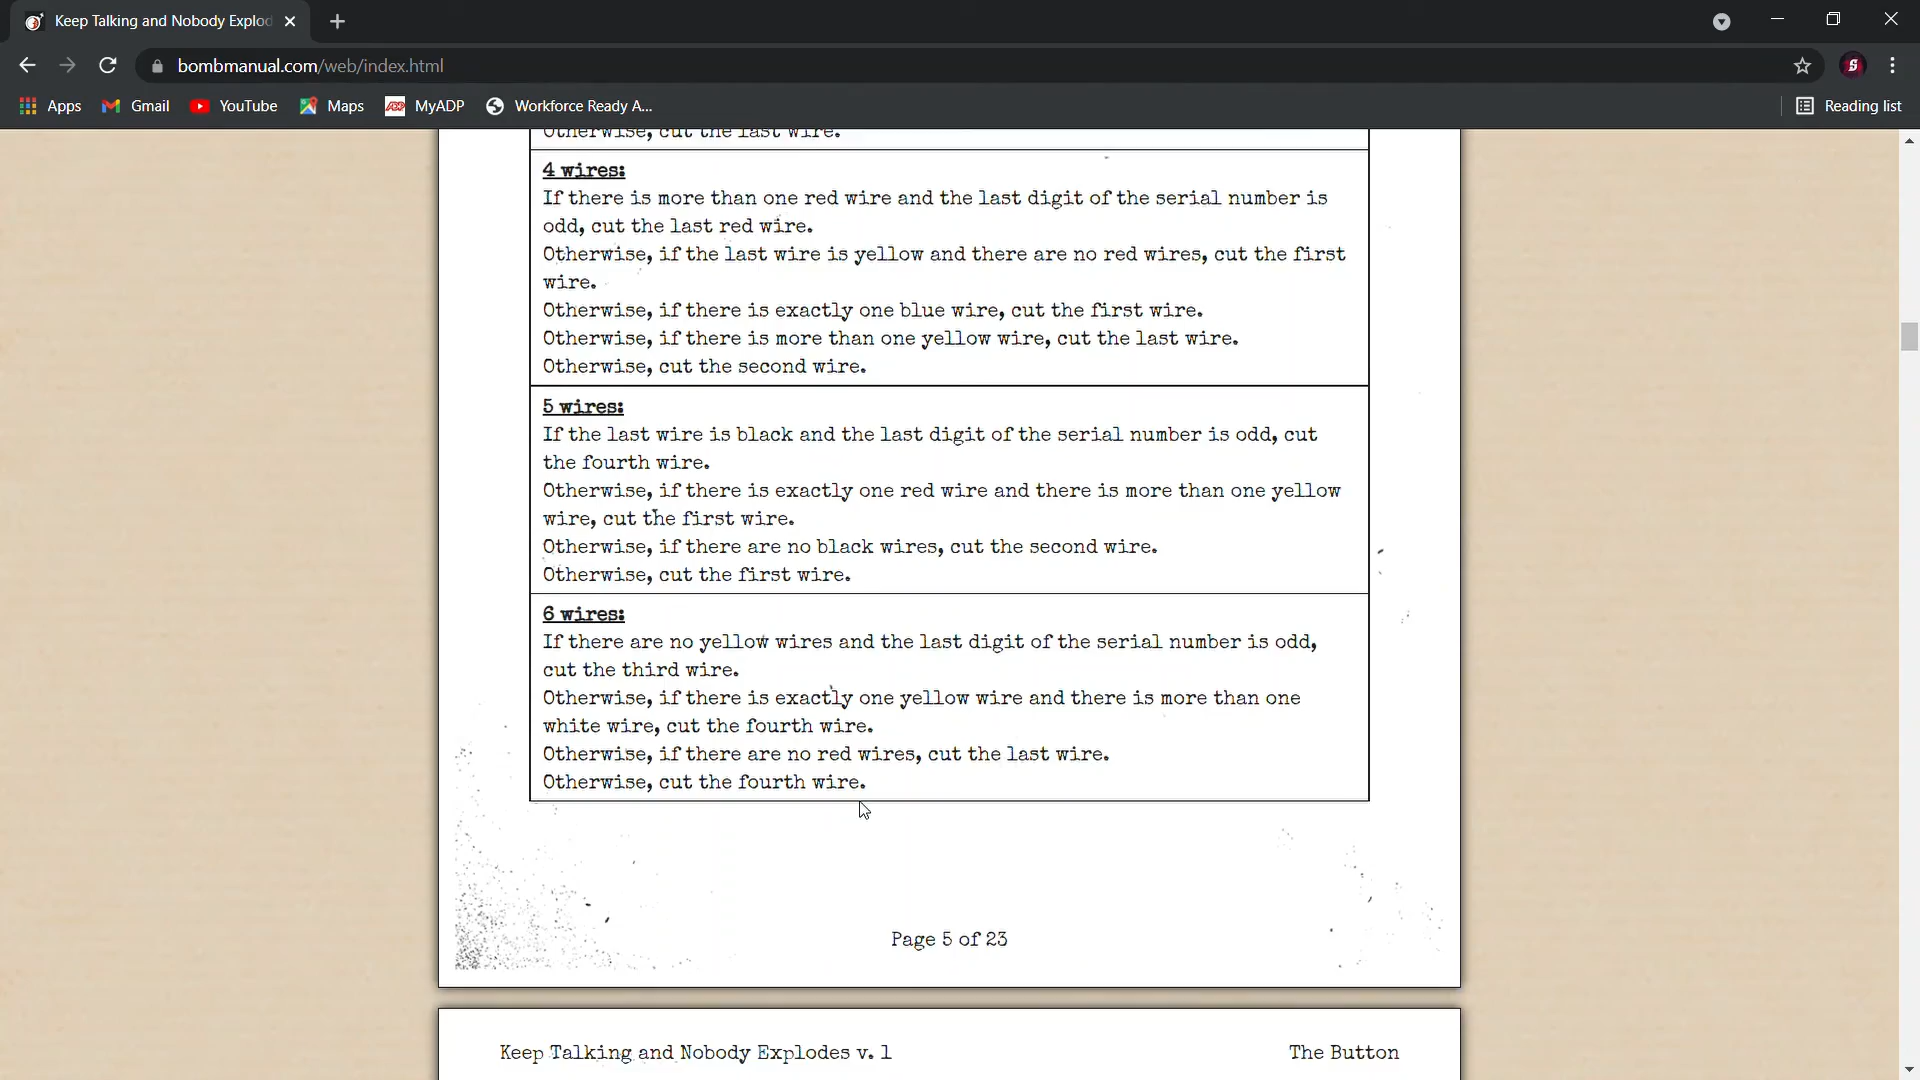 Keep Talking and Nobody Explod
bombmanual.com/web/index.html
Apps Gmail YouTube Maps MyADP Workforce Ready A... Reading list
Otherwise, cut the last wire.
4 wires:
If there is more than one red wire and the last digit of the serial number is
odd, cut the last red wire.
Otherwise, if the last wire is yellow and there are no red wires, cut the first
wire.
Otherwise, if there is exactly one blue wire, cut the first wire.
Otherwise, if there is more than one yellow wire, cut the last wire.
Otherwise, cut the second wire.
5 wires:
If the last wire is black and the last digit of the serial number is odd, cut
the fourth wire.
Otherwise, if there is exactly one red wire and there is more than one yellow
wire, cut the first wire.
Otherwise, if there are no black wires, cut the second wire.
Otherwise, cut the first wire.
6 wires:
If there are no yellow wires and the last digit of the serial number is odd,
cut the third wire.
Otherwise, if there is exactly one yellow wire and there is more than one
white wire, cut the fourth wire.
Otherwise, if there are no red wires, cut the last wire.
Otherwise, cut the fourth wire.
Page 5 of 23
Keep Talking and Nobody Explodes v. 1 The Button